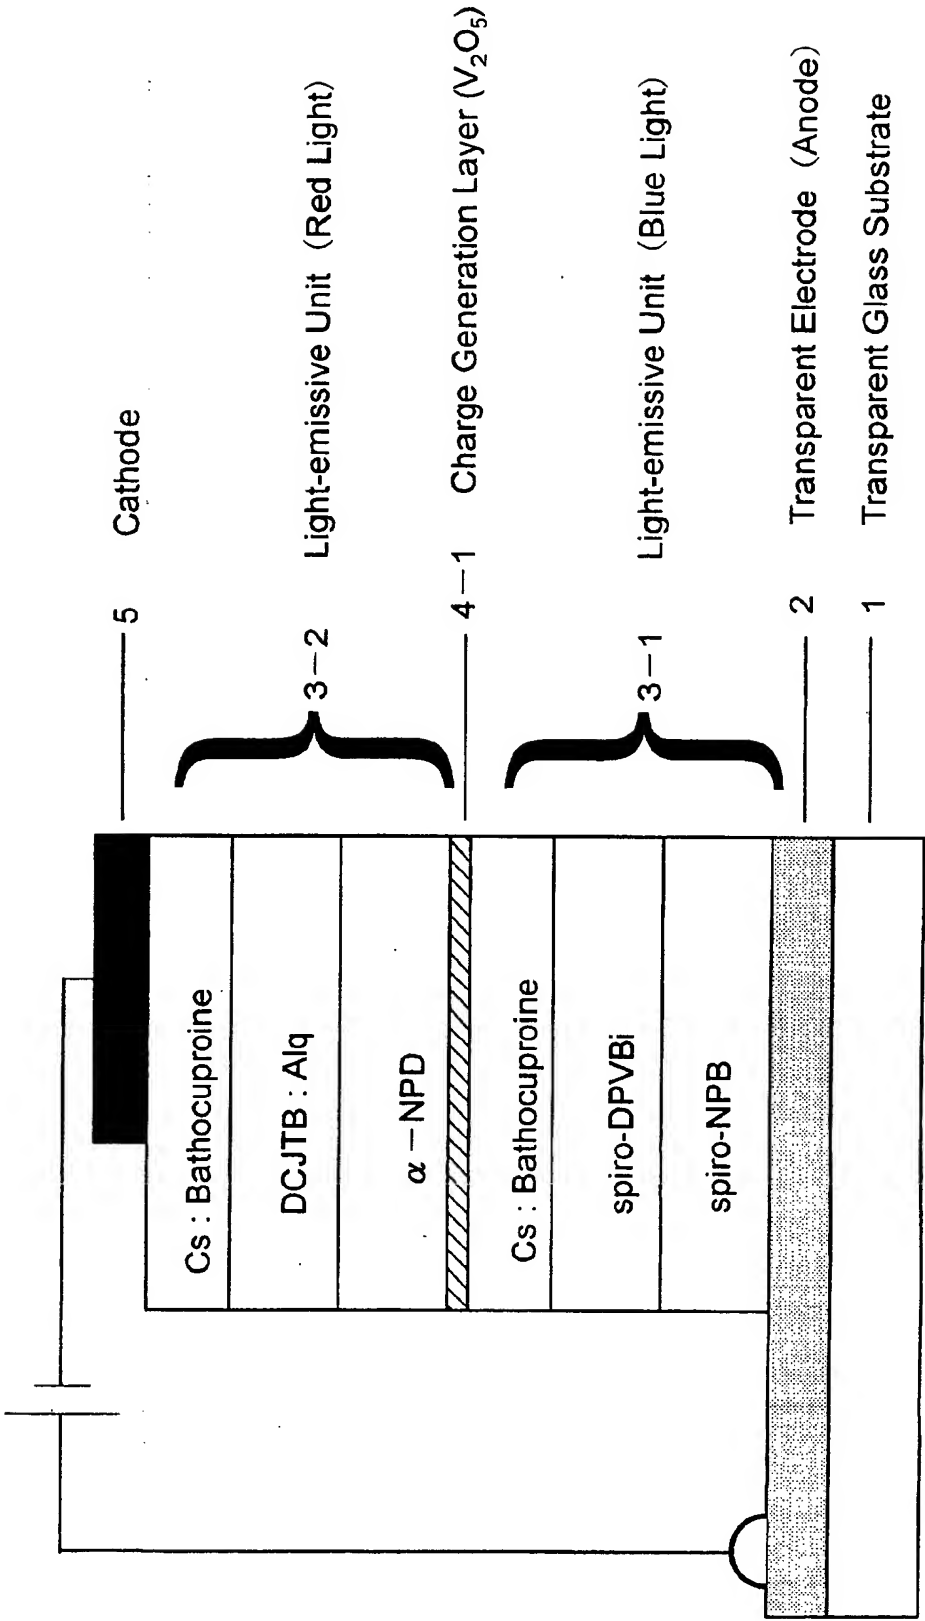 5 Cathode
3-2 Light-emissive Unit (Red Light)
4-1 Charge Generation Layer (V₂O₅)
3-1 Light-emissive Unit (Blue Light)
2 Transparent Electrode (Anode)
1 Transparent Glass Substrate
Cs : Bathocuproine
DCJTB : Alq
α-NPD
Cs : Bathocuproine
spiro-DPVBi
spiro-NPB